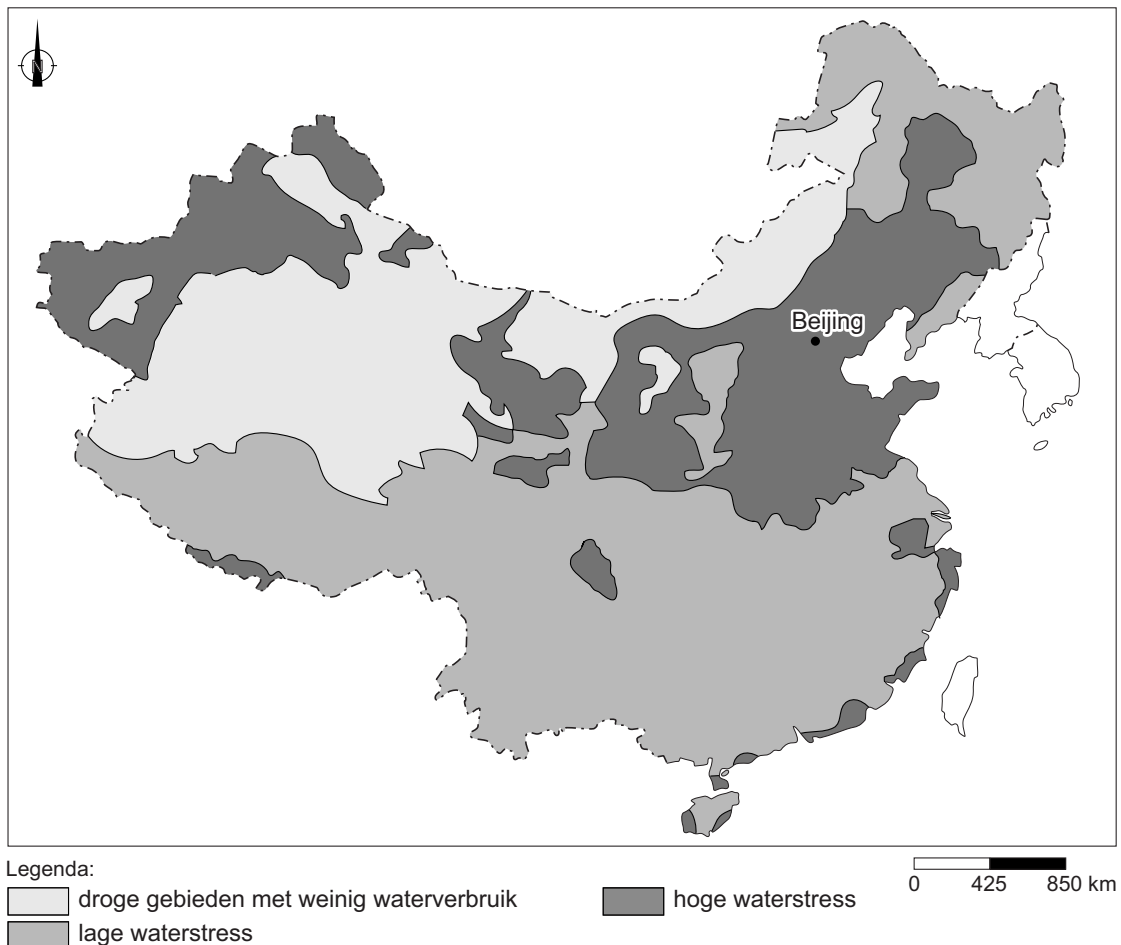 N
Beijing
Legenda:
droge gebieden met weinig waterverbruik
hoge waterstress
lage waterstress
0 425 850 km